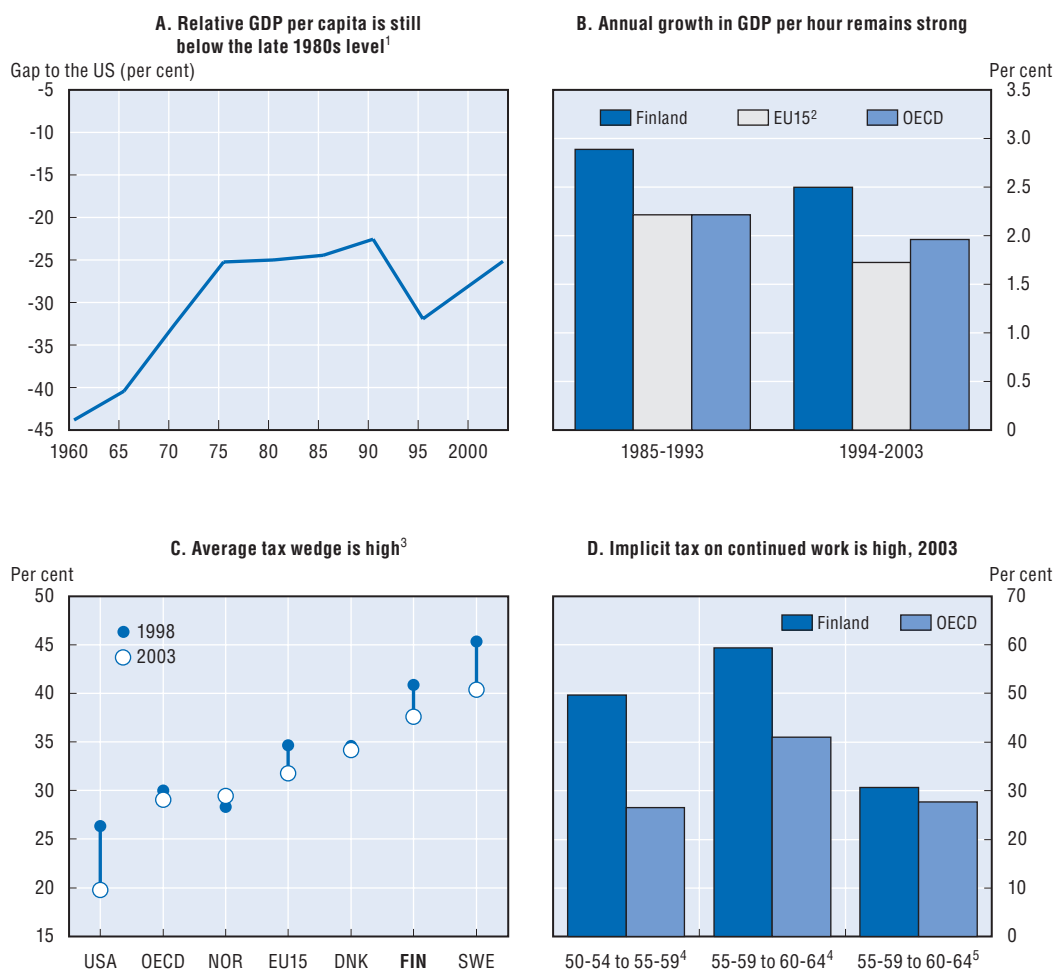 A. Relative GDP per capita is still
below the late 1980s level1
Gap to the US (per cent)
-5
-10
-15
-20
-25
-30
-35
-40
-45
1960 65 70 75 80 85 90 95 2000
B. Annual growth in GDP per hour remains strong
Per cent
3.5
3.0
2.5
2.0
1.5
1.0
0.5
0
Finland EU152 OECD
1985-1993 1994-2003
C. Average tax wedge is high3
Per cent
50
45
40
35
30
25
20
15
1998
2003
USA OECD NOR EU15 DNK FIN SWE
D. Implicit tax on continued work is high, 2003
Per cent
70
60
50
40
30
20
10
0
Finland OECD
50-54 to 55-594 55-59 to 60-644 55-59 to 60-645